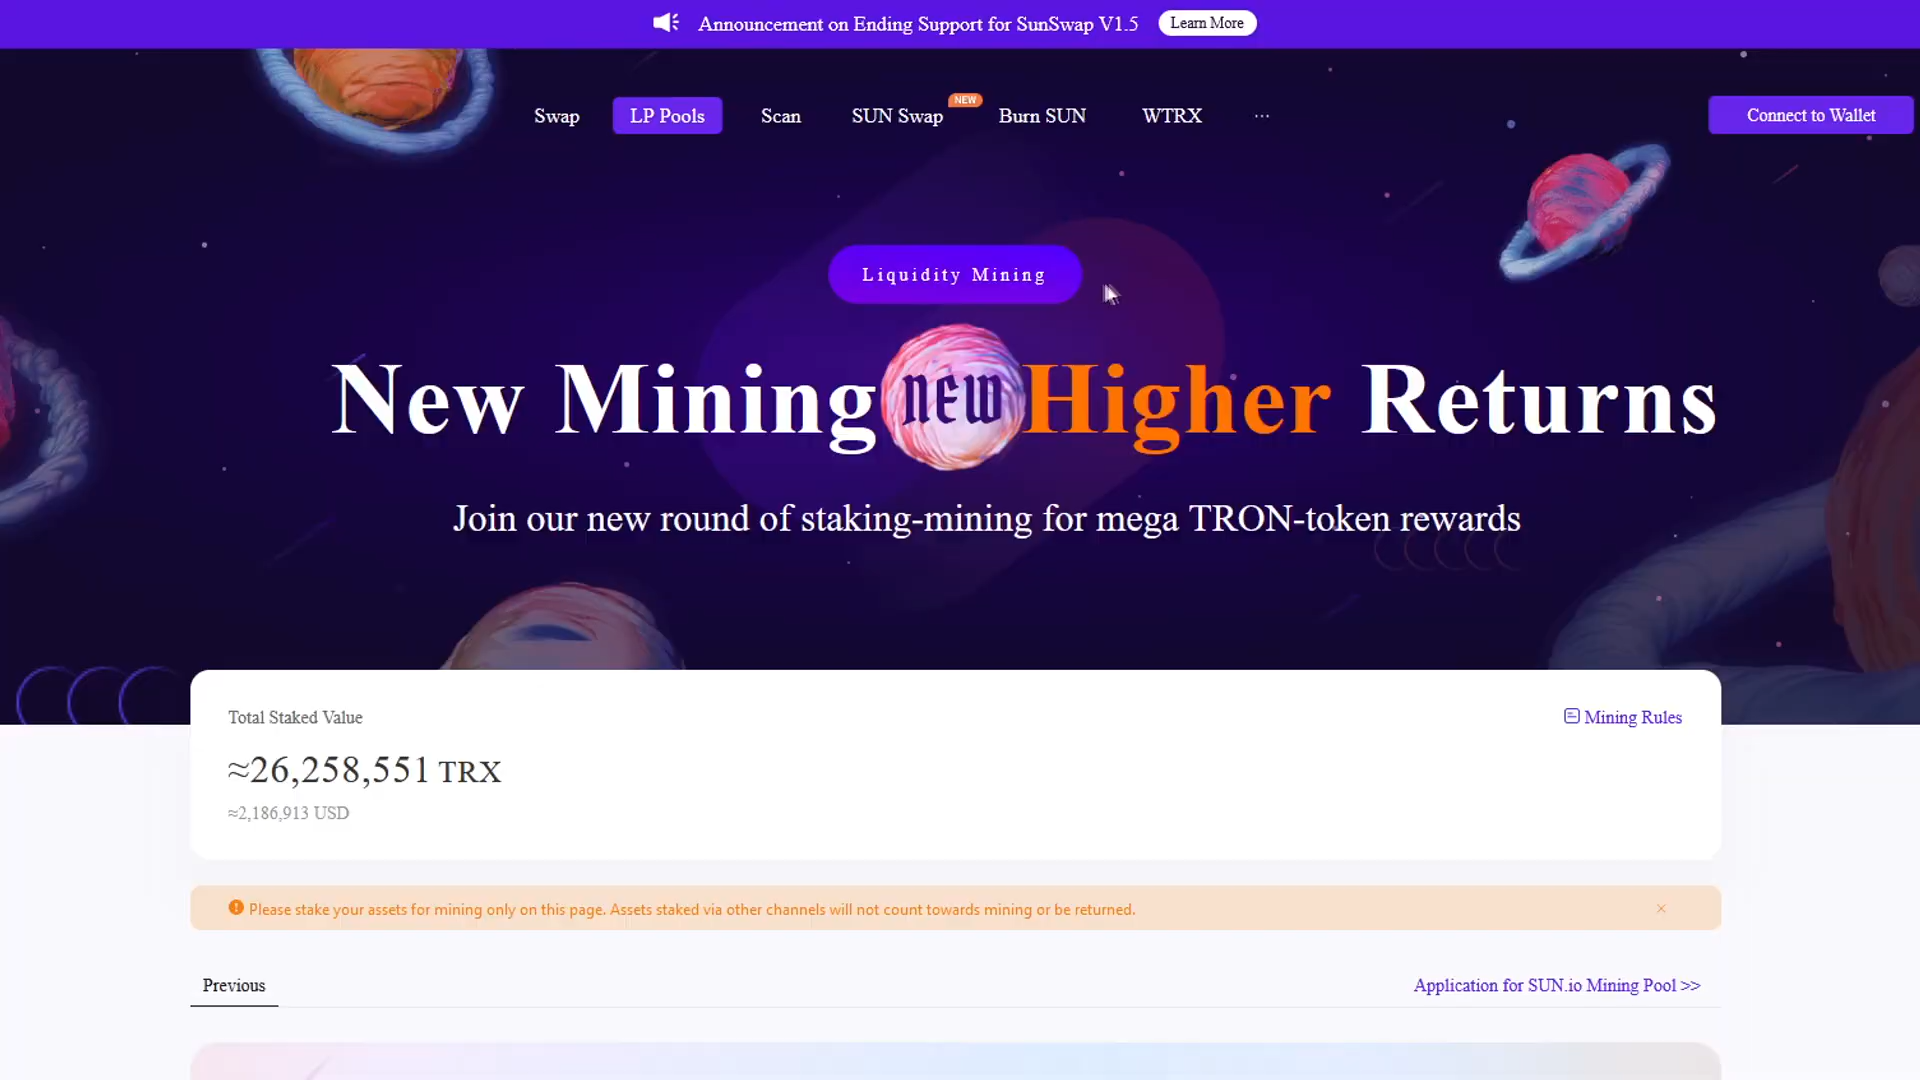 Announcement on Ending Support for SunSwap V1.5 Learn More
Swap LP Pools Scan SUN Swap NEW Burn SUN WTRX ··· Connect to Wallet
Liquidity Mining
New Mining NEW Higher Returns
Join our new round of staking-mining for mega TRON-token rewards
Total Staked Value Mining Rules
≈26,258,551 TRX
≈2,186,913 USD
Please stake your assets for mining only on this page. Assets staked via other channels will not count towards mining or be returned.
Previous Application for SUN.io Mining Pool >>